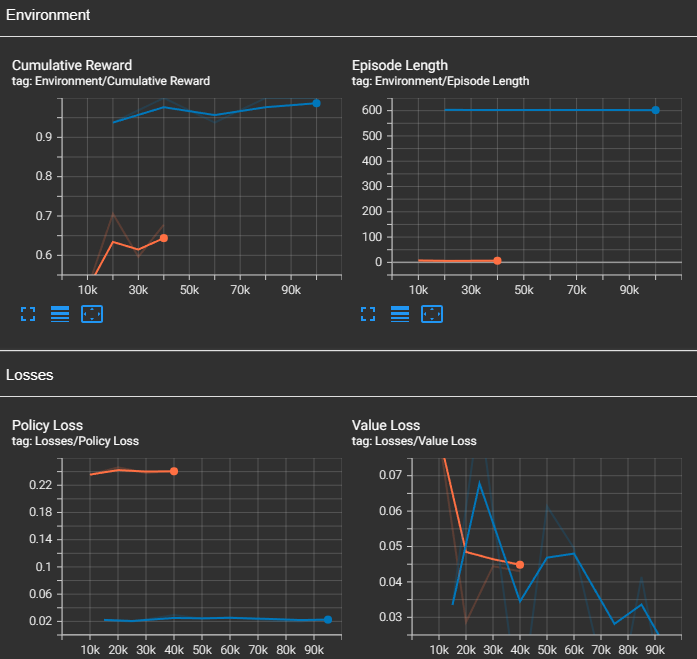 Environment
Cumulative Reward
tag: Environment/Cumulative Reward
0.9
0.8
0.7
0.6
10k 30k 50k 70k 90k
Episode Length
tag: Environment/Episode Length
600
500
400
300
200
100
0
10k 30k 50k 70k 90k
Losses
Policy Loss
tag: Losses/Policy Loss
0.22
0.18
0.14
0.1
0.06
0.02
10k 20k 30k 40k 50k 60k 70k 80k 90k
Value Loss
tag: Losses/Value Loss
0.07
0.06
0.05
0.04
0.03
10k 20k 30k 40k 50k 60k 70k 80k 90k